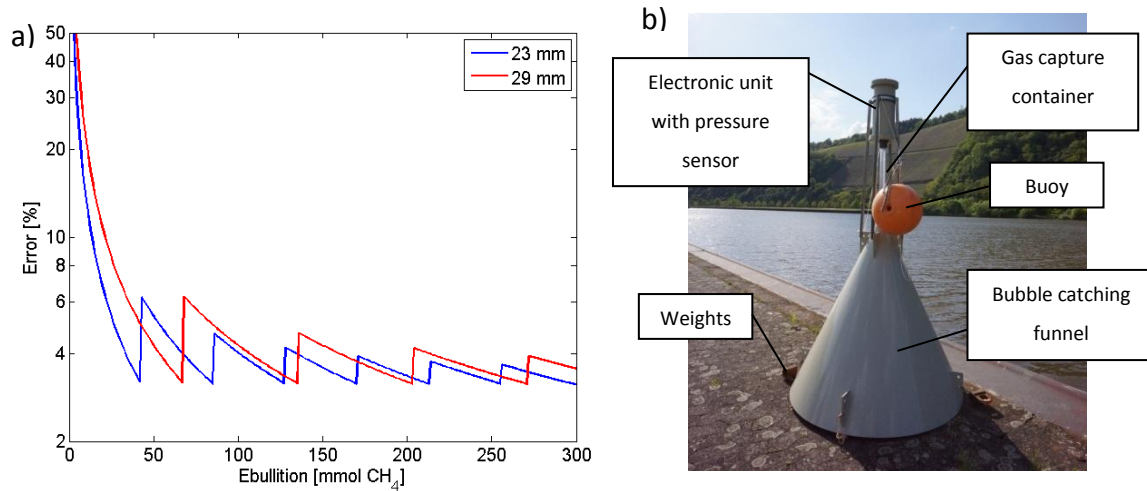 a)
50
40
30
20
10
8
6
4
2
Error [%]
23 mm
29 mm
0
50
100
150
200
250
300
Ebullition [mmol CH₄]
b)
Electronic unit
with pressure
sensor
Gas capture
container
Buoy
Weights
Bubble catching
funnel